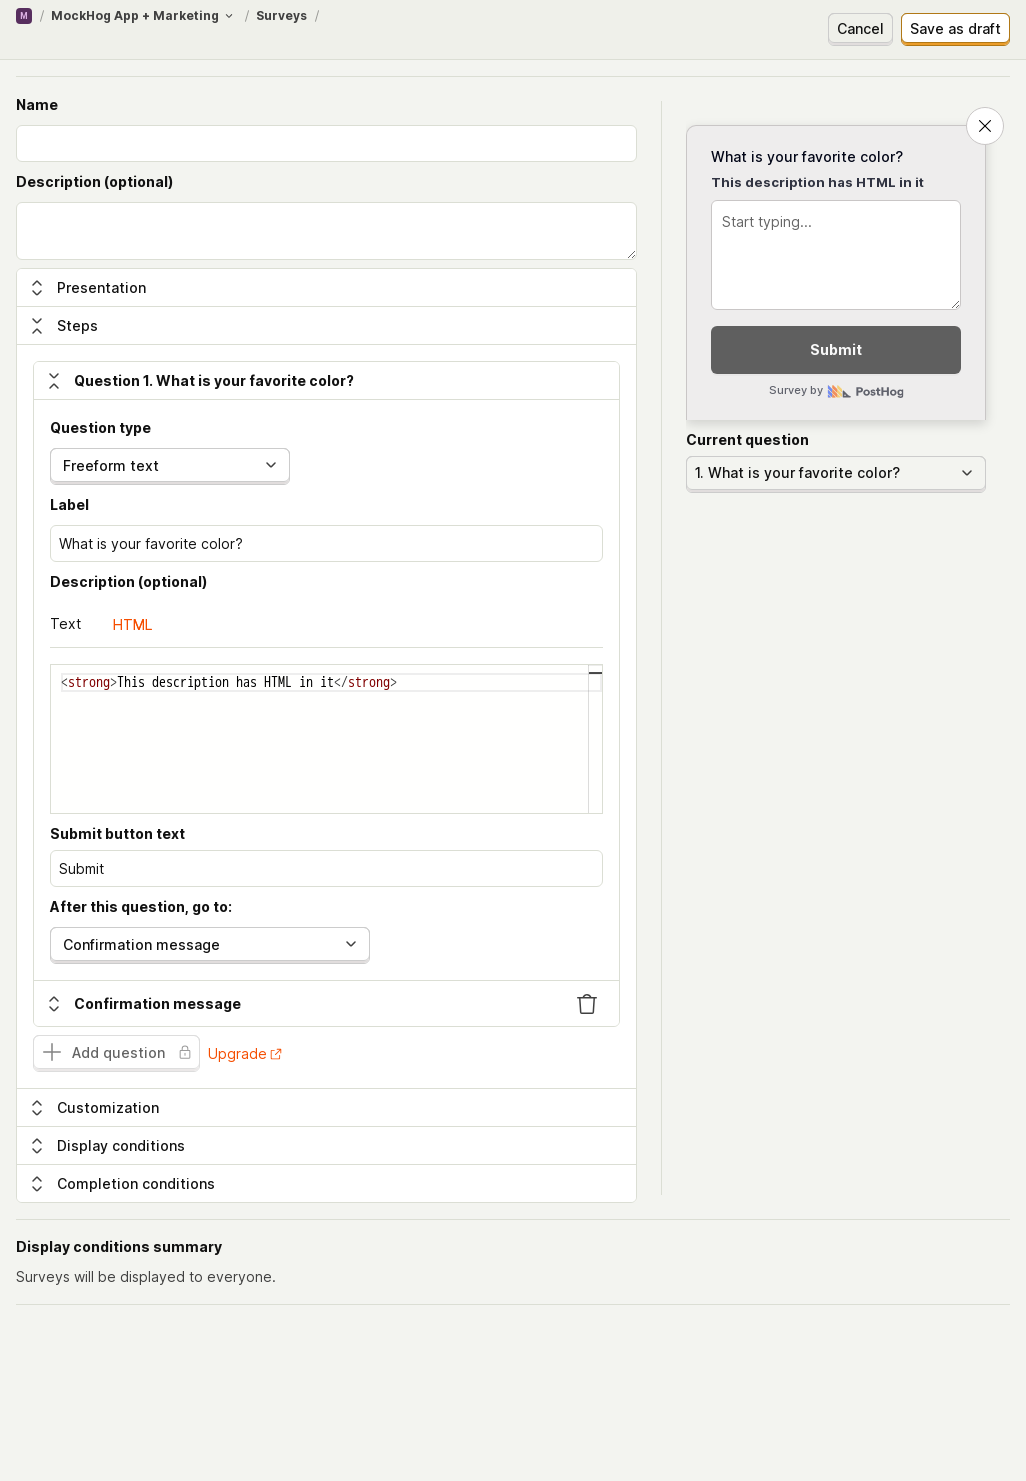 M / MockHog App + Marketing / Surveys /
Cancel
Save as draft
Name
Description (optional)
Presentation
Steps
Question 1. What is your favorite color?
Question type
Freeform text
Label
What is your favorite color?
Description (optional)
Text
HTML
<strong>This description has HTML in it</strong>
Submit button text
Submit
After this question, go to:
Confirmation message
Confirmation message
Add question
Upgrade
Customization
Display conditions
Completion conditions
What is your favorite color?
This description has HTML in it
Start typing...
Submit
Survey by PostHog
Current question
1. What is your favorite color?
Display conditions summary
Surveys will be displayed to everyone.